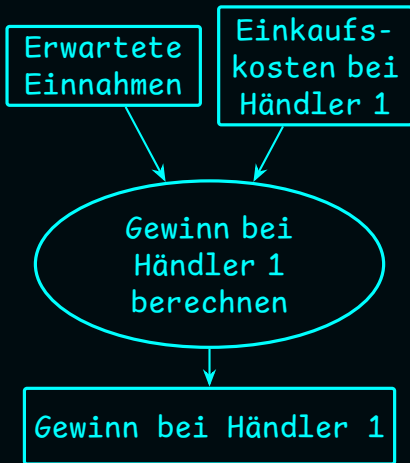 Erwartete
Einnahmen
Einkaufs-
kosten bei
Händler 1
Gewinn bei
Händler 1
berechnen
Gewinn bei Händler 1